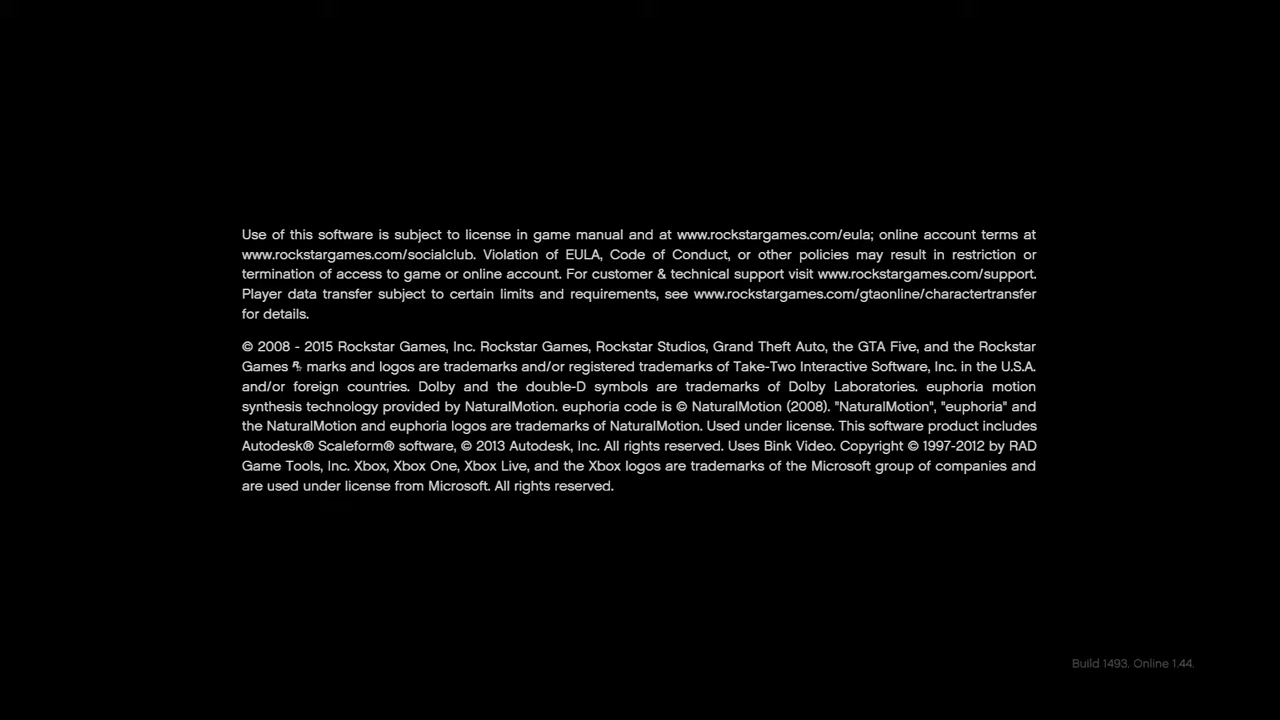 Use of this software is subject to license in game manual and at www.rockstargames.com/eula; online account terms at
www.rockstargames.com/socialclub. Violation of EULA, Code of Conduct, or other policies may result in restriction or
termination of access to game or online account. For customer & technical support visit www.rockstargames.com/support.
Player data transfer subject to certain limits and requirements, see www.rockstargames.com/gtaonline/charactertransfer
for details.
© 2008 - 2015 Rockstar Games, Inc. Rockstar Games, Rockstar Studios, Grand Theft Auto, the GTA Five, and the Rockstar
Games R* marks and logos are trademarks and/or registered trademarks of Take-Two Interactive Software, Inc. in the U.S.A.
and/or foreign countries. Dolby and the double-D symbols are trademarks of Dolby Laboratories. euphoria motion
synthesis technology provided by NaturalMotion. euphoria code is © NaturalMotion (2008). "NaturalMotion", "euphoria" and
the NaturalMotion and euphoria logos are trademarks of NaturalMotion. Used under license. This software product includes
Autodesk® Scaleform® software, © 2013 Autodesk, Inc. All rights reserved. Uses Bink Video. Copyright © 1997-2012 by RAD
Game Tools, Inc. Xbox, Xbox One, Xbox Live, and the Xbox logos are trademarks of the Microsoft group of companies and
are used under license from Microsoft. All rights reserved.
Build 1493. Online 1.44.